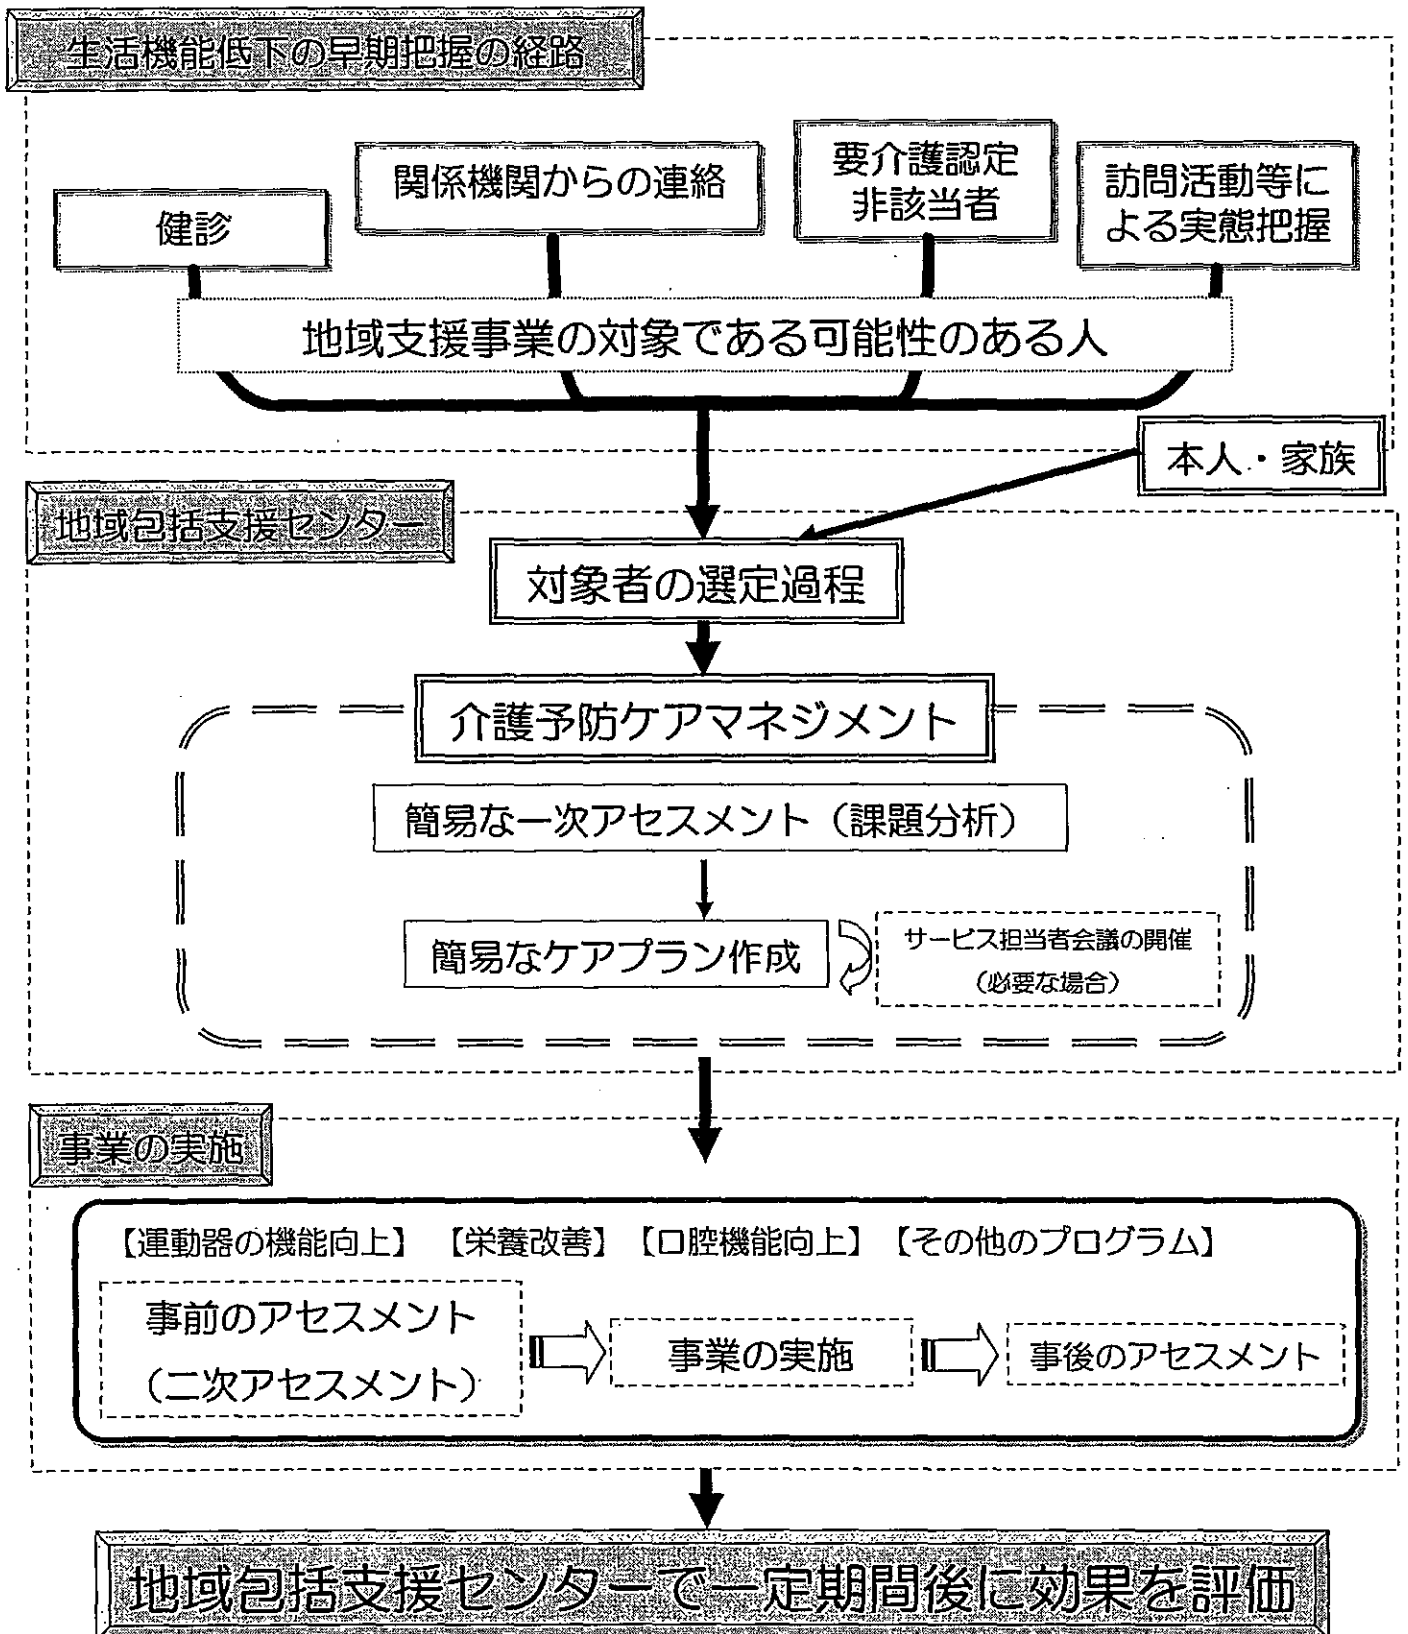 生活機能低下の早期把握の経路
健診
関係機関からの連絡
要介護認定
非該当者
訪問活動等に
よる実態把握
地域支援事業の対象である可能性のある人
本人・家族
地域包括支援センター
対象者の選定過程
介護予防ケアマネジメント
簡易な一次アセスメント（課題分析）
簡易なケアプラン作成
サービス担当者会議の開催
（必要な場合）
事業の実施
【運動器の機能向上】 【栄養改善】 【口腔機能向上】 【その他のプログラム】
事前のアセスメント
（二次アセスメント）
事業の実施
事後のアセスメント
地域包括支援センターで一定期間後に効果を評価